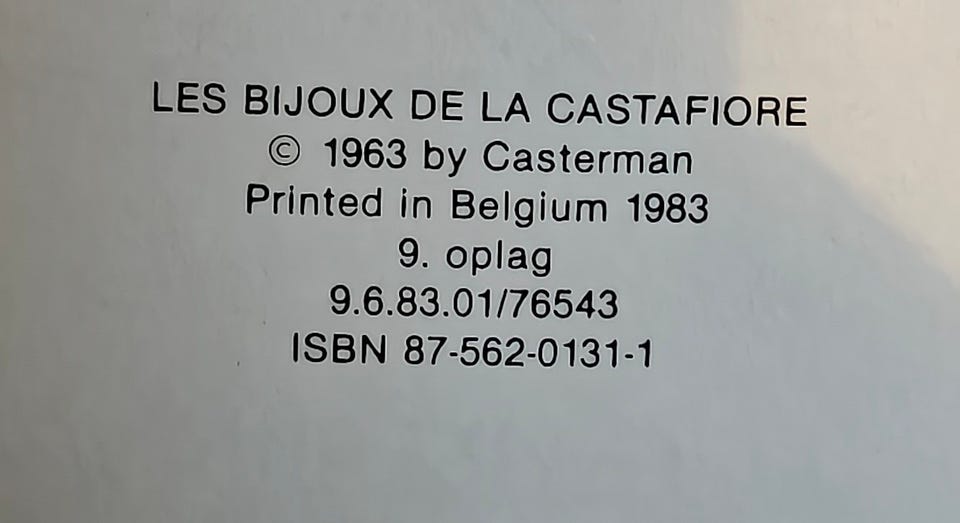 LES BIJOUX DE LA CASTAFIORE
© 1963 by Casterman
Printed in Belgium 1983
9. oplag
9.6.83.01/76543
ISBN 87-562-0131-1